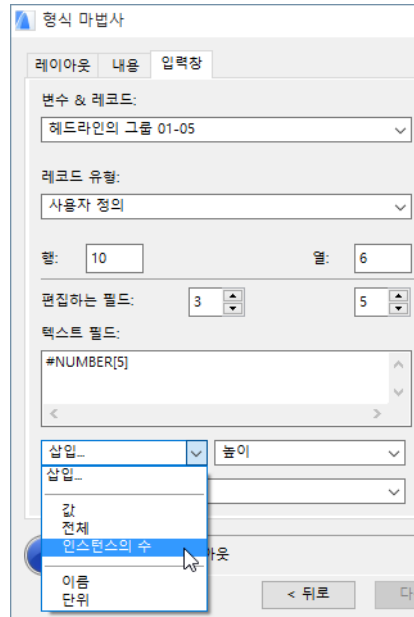 형식 마법사
레이아웃 내용 입력창
변수 & 레코드:
헤드라인의 그룹 01-05
레코드 유형:
사용자 정의
행: 10 열: 6
편집하는 필드: 3 5
텍스트 필드:
#NUMBER[5]
삽입... 높이
삽입...
값
전체
인스턴스의 수
이름
단위
< 뒤로